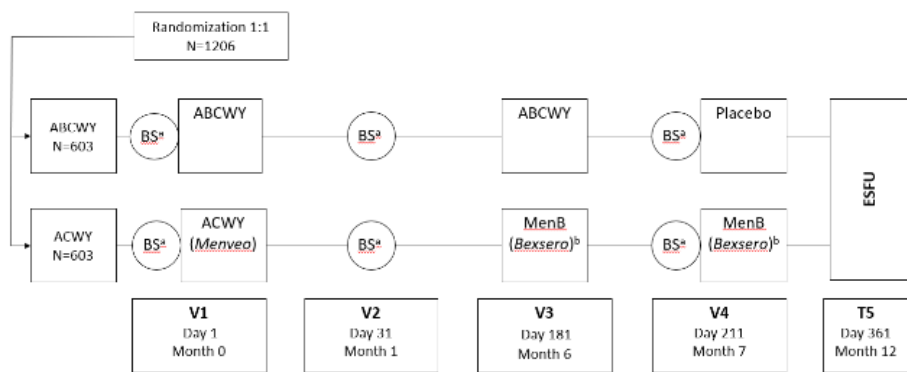 Randomization 1:1
N=1206
ABCWY
N=603
BSª
ABCWY
BSª
ABCWY
BSª
Placebo
ACWY
N=603
BSª
ACWY
(Menveo)
BSª
MenB
(Bexsero)ᵇ
BSª
MenB
(Bexsero)ᵇ
ESFU
V1
Day 1
Month 0
V2
Day 31
Month 1
V3
Day 181
Month 6
V4
Day 211
Month 7
T5
Day 361
Month 12